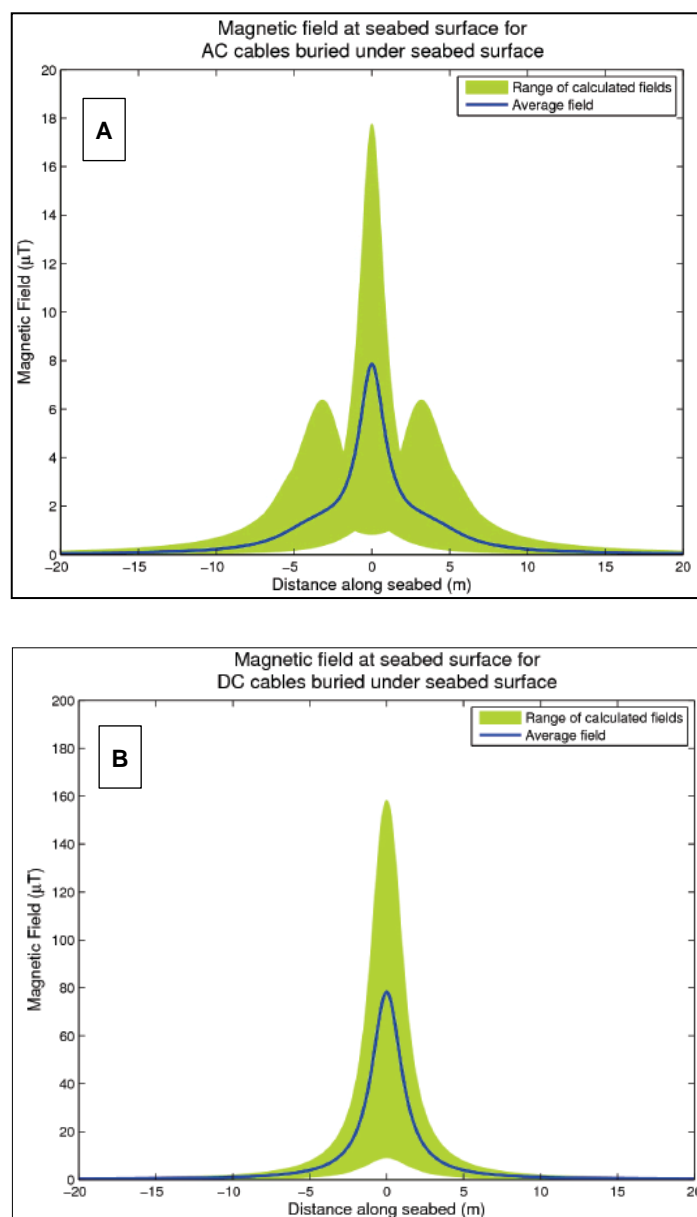 Magnetic field at seabed surface for
AC cables buried under seabed surface
20
18
16
14
12
10
8
6
4
2
0
Magnetic Field (µT)
A
Range of calculated fields
Average field
−20 −15 −10 −5 0 5 10 15 20
Distance along seabed (m)
Magnetic field at seabed surface for
DC cables buried under seabed surface
200
180
160
140
120
100
80
60
40
20
0
Magnetic Field (µT)
B
Range of calculated fields
Average field
−20 −15 −10 −5 0 5 10 15 20
Distance along seabed (m)